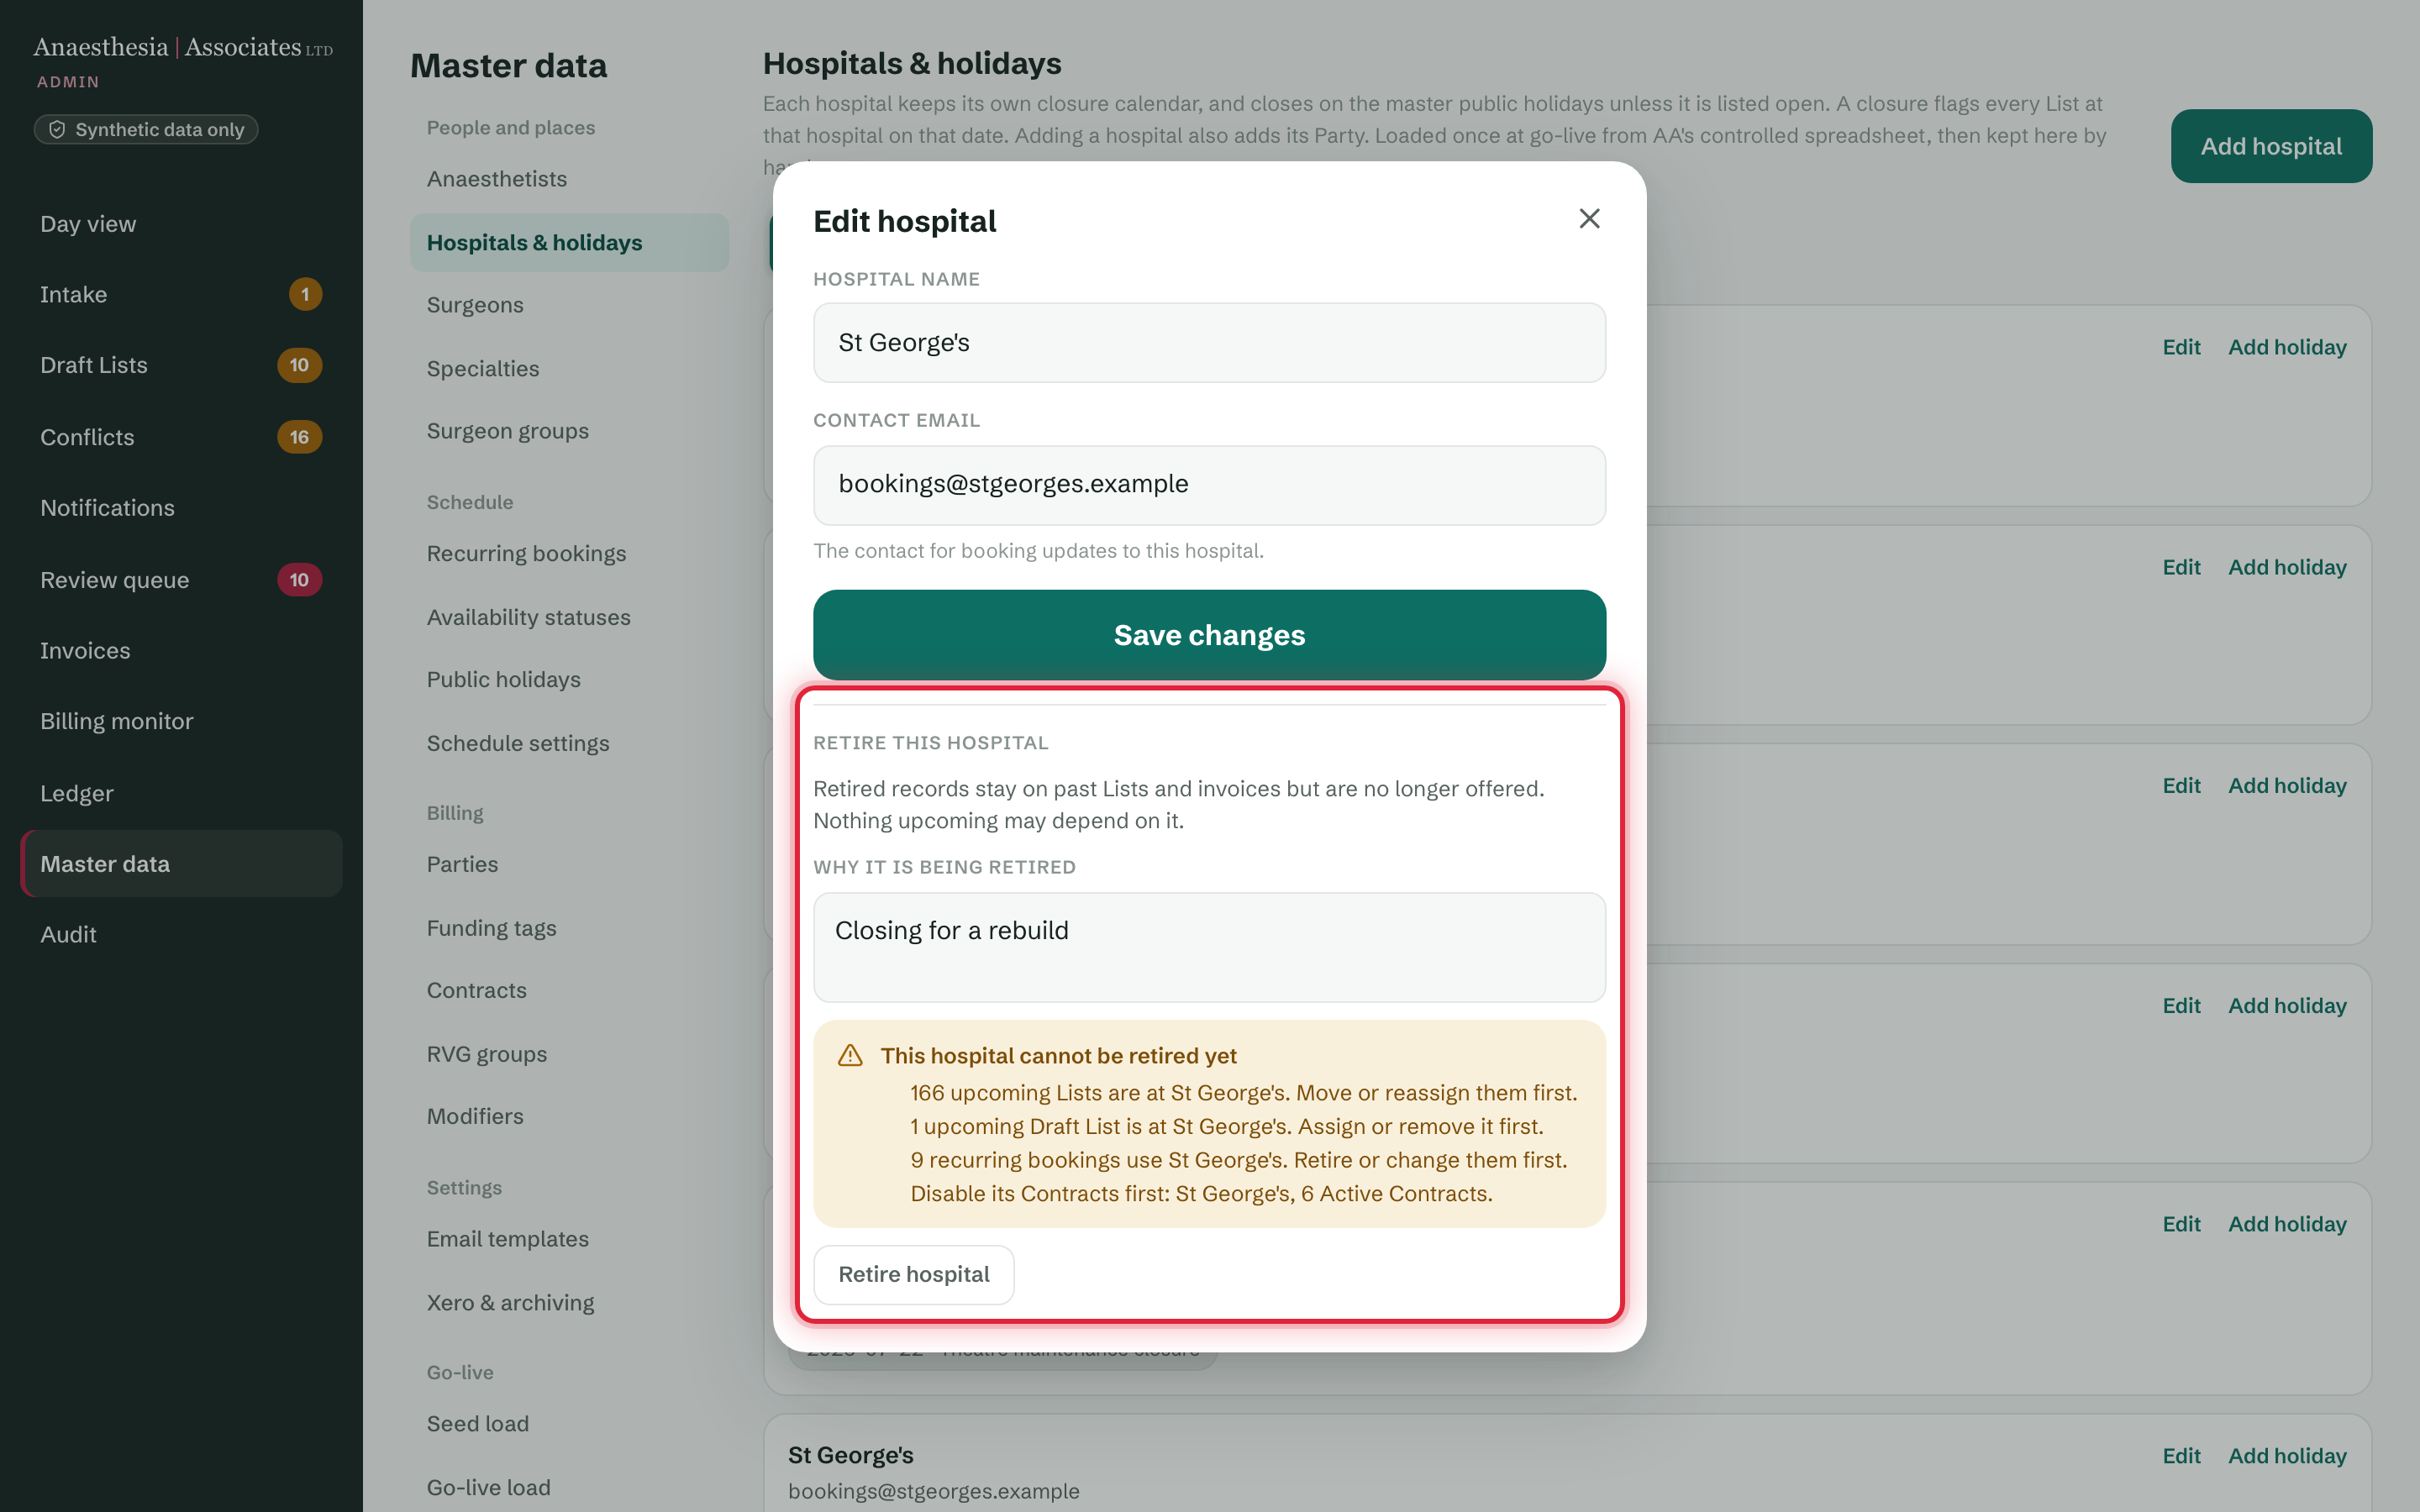 Anaesthesia | Associates LTD
ADMIN
Synthetic data only
Day view
Intake 1
Draft Lists 10
Conflicts 16
Notifications
Review queue 10
Invoices
Billing monitor
Ledger
Master data
Audit
Master data
People and places
Anaesthetists
Hospitals & holidays
Surgeons
Specialties
Surgeon groups
Schedule
Recurring bookings
Availability statuses
Public holidays
Schedule settings
Billing
Parties
Funding tags
Contracts
RVG groups
Modifiers
Settings
Email templates
Xero & archiving
Go-live
Seed load
Go-live load
Hospitals & holidays
Each hospital keeps its own closure calendar, and closes on the master public holidays unless it is listed open. A closure flags every List at
that hospital on that date. Adding a hospital also adds its Party. Loaded once at go-live from AA's controlled spreadsheet, then kept here by
Add hospital
Edit Add holiday
Edit Add holiday
Edit Add holiday
Edit Add holiday
Edit Add holiday
St George's
bookings@stgeorges.example
Edit Add holiday
Edit hospital
HOSPITAL NAME
St George's
CONTACT EMAIL
bookings@stgeorges.example
The contact for booking updates to this hospital.
Save changes
RETIRE THIS HOSPITAL
Retired records stay on past Lists and invoices but are no longer offered.
Nothing upcoming may depend on it.
WHY IT IS BEING RETIRED
Closing for a rebuild
This hospital cannot be retired yet
166 upcoming Lists are at St George's. Move or reassign them first.
1 upcoming Draft List is at St George's. Assign or remove it first.
9 recurring bookings use St George's. Retire or change them first.
Disable its Contracts first: St George's, 6 Active Contracts.
Retire hospital